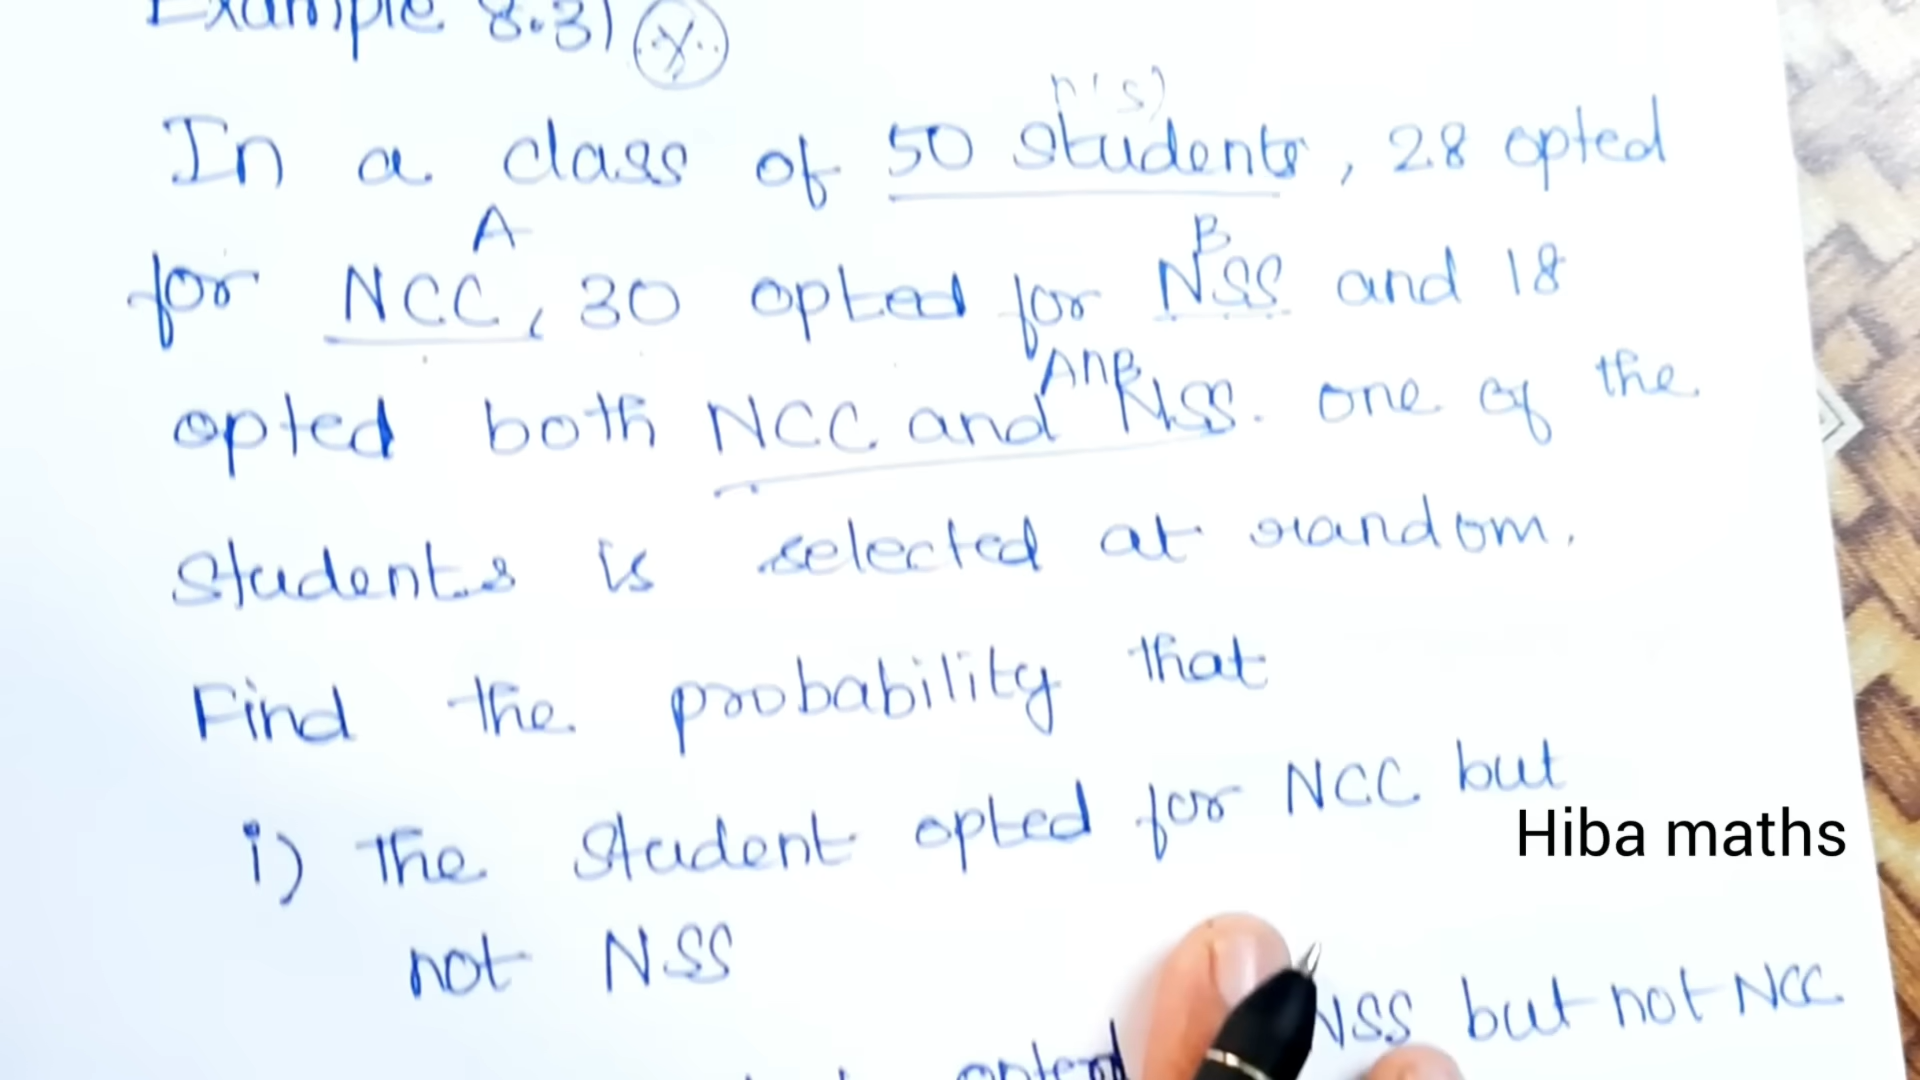 Example 8.31
n(s)
In a class of 50 students, 28 opted
A
B
for NCC, 30 opted for NSS and 18
A∩B
opted both NCC and NSS. one of the
students is selected at random.
Find the probability that
i) The student opted for NCC but
Hiba maths
not NSS
opted NSS but not NCC